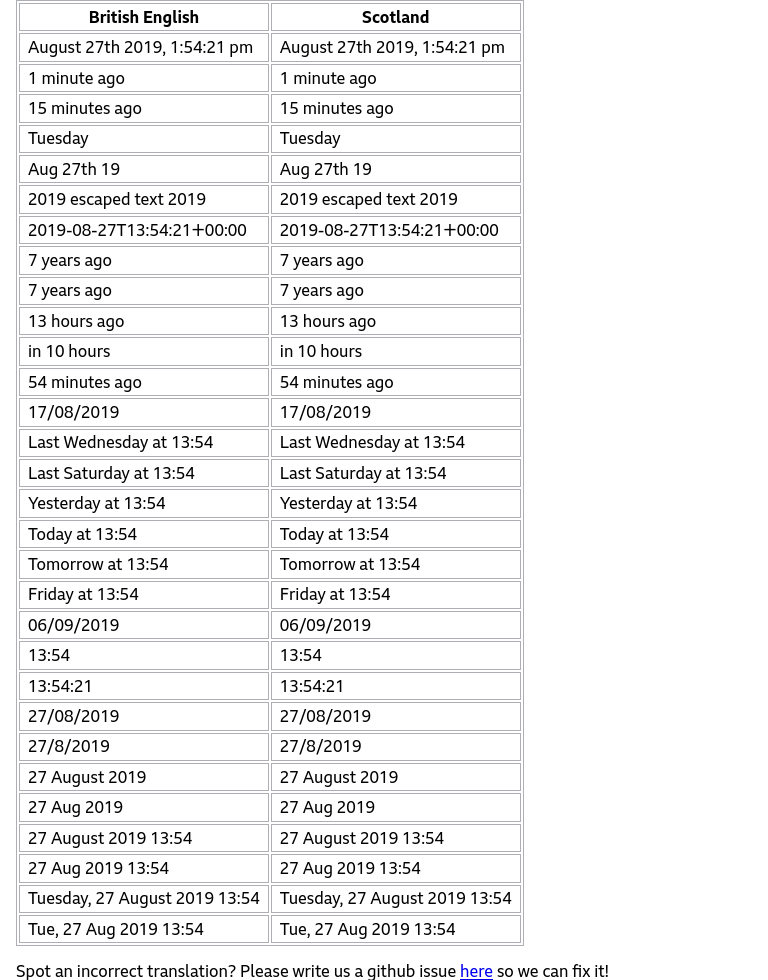 British English Scotland
August 27th 2019, 1:54:21 pm August 27th 2019, 1:54:21 pm
1 minute ago 1 minute ago
15 minutes ago 15 minutes ago
Tuesday Tuesday
Aug 27th 19 Aug 27th 19
2019 escaped text 2019 2019 escaped text 2019
2019-08-27T13:54:21+00:00 2019-08-27T13:54:21+00:00
7 years ago 7 years ago
7 years ago 7 years ago
13 hours ago 13 hours ago
in 10 hours in 10 hours
54 minutes ago 54 minutes ago
17/08/2019 17/08/2019
Last Wednesday at 13:54 Last Wednesday at 13:54
Last Saturday at 13:54 Last Saturday at 13:54
Yesterday at 13:54 Yesterday at 13:54
Today at 13:54 Today at 13:54
Tomorrow at 13:54 Tomorrow at 13:54
Friday at 13:54 Friday at 13:54
06/09/2019 06/09/2019
13:54 13:54
13:54:21 13:54:21
27/08/2019 27/08/2019
27/8/2019 27/8/2019
27 August 2019 27 August 2019
27 Aug 2019 27 Aug 2019
27 August 2019 13:54 27 August 2019 13:54
27 Aug 2019 13:54 27 Aug 2019 13:54
Tuesday, 27 August 2019 13:54 Tuesday, 27 August 2019 13:54
Tue, 27 Aug 2019 13:54 Tue, 27 Aug 2019 13:54
Spot an incorrect translation? Please write us a github issue here so we can fix it!